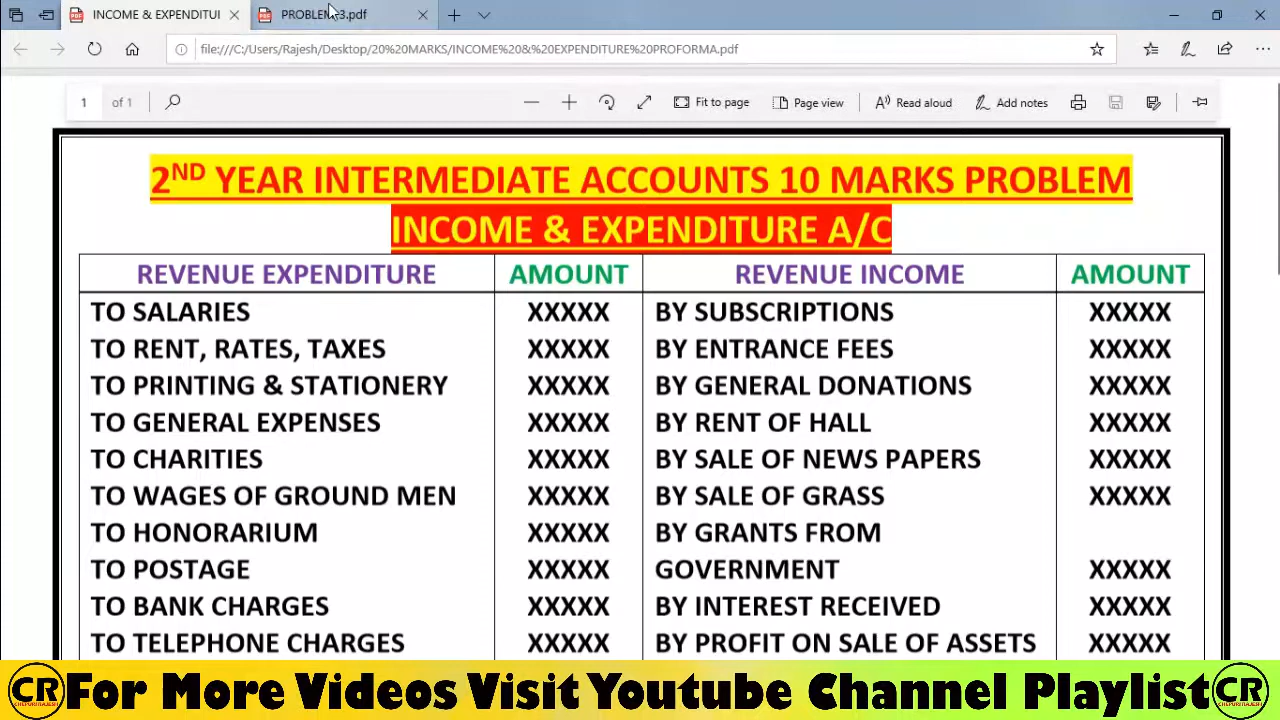 INCOME & EXPENDITUI
PROBLEM 3.pdf
file:///C:/Users/Rajesh/Desktop/20%20MARKS/INCOME%20&%20EXPENDITURE%20PROFORMA.pdf
1 of 1
Fit to page
Page view
Read aloud
Add notes
2ND YEAR INTERMEDIATE ACCOUNTS 10 MARKS PROBLEM
INCOME & EXPENDITURE A/C
REVENUE EXPENDITURE AMOUNT REVENUE INCOME AMOUNT
TO SALARIES XXXXX BY SUBSCRIPTIONS XXXXX
TO RENT, RATES, TAXES XXXXX BY ENTRANCE FEES XXXXX
TO PRINTING & STATIONERY XXXXX BY GENERAL DONATIONS XXXXX
TO GENERAL EXPENSES XXXXX BY RENT OF HALL XXXXX
TO CHARITIES XXXXX BY SALE OF NEWS PAPERS XXXXX
TO WAGES OF GROUND MEN XXXXX BY SALE OF GRASS XXXXX
TO HONORARIUM XXXXX BY GRANTS FROM
TO POSTAGE XXXXX GOVERNMENT XXXXX
TO BANK CHARGES XXXXX BY INTEREST RECEIVED XXXXX
TO TELEPHONE CHARGES XXXXX BY PROFIT ON SALE OF ASSETS XXXXX
CR For More Videos Visit Youtube Channel Playlist CR
CHEPURI RAJESH CHEPURI RAJESH